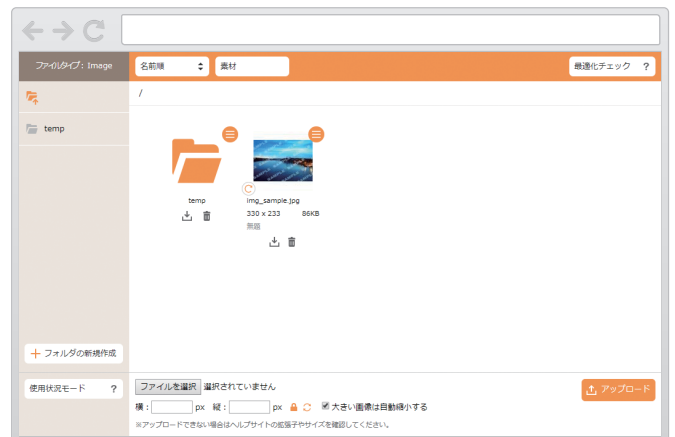 ファイルタイプ：Image
名前順
素材
最適化チェック ?
/
temp
temp
img_sample.jpg
330 x 233 86KB
無題
＋ フォルダの新規作成
使用状況モード ?
ファイルを選択 選択されていません
アップロード
横： px 縦： px 大きい画像は自動縮小する
※アップロードできない場合はヘルプサイトの拡張子やサイズを確認してください。